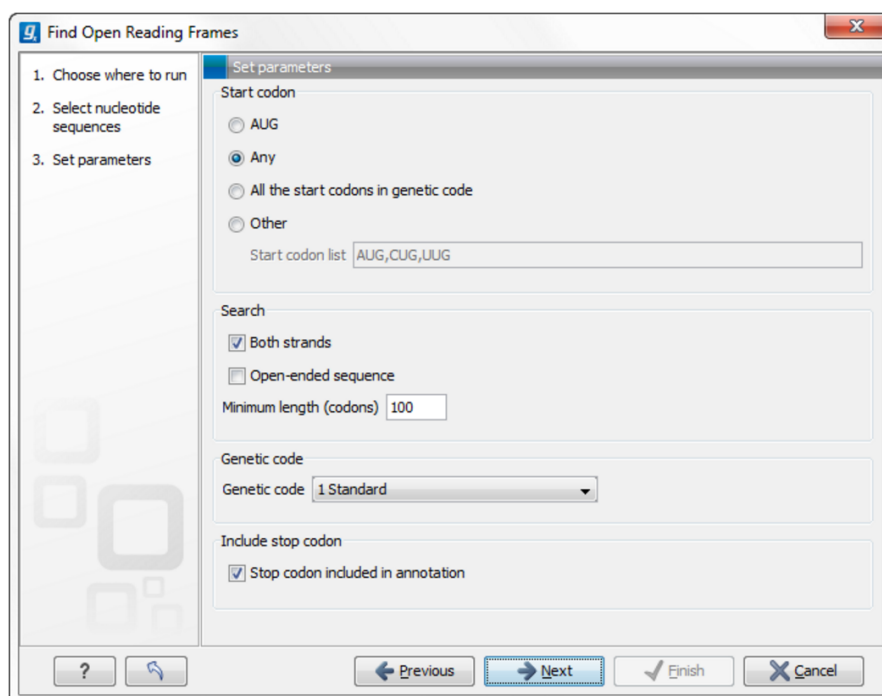 Find Open Reading Frames
1. Choose where to run
2. Select nucleotide
sequences
3. Set parameters
Set parameters
Start codon
AUG
Any
All the start codons in genetic code
Other
Start codon list AUG,CUG,UUG
Search
Both strands
Open-ended sequence
Minimum length (codons) 100
Genetic code
Genetic code 1 Standard
Include stop codon
Stop codon included in annotation
? Previous Next Finish Cancel